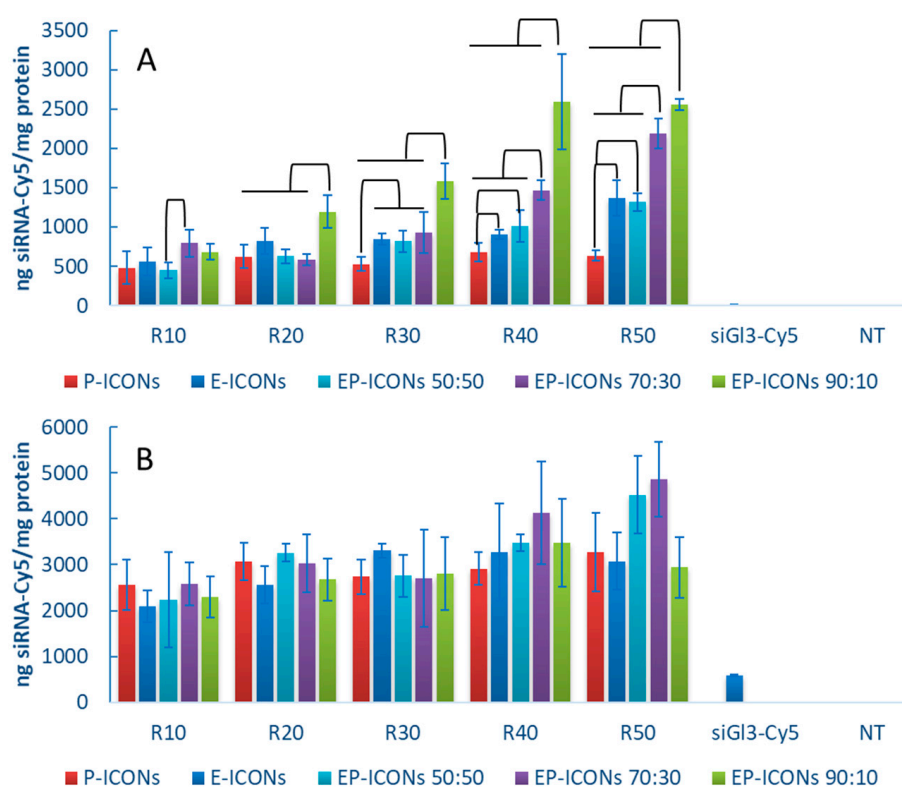 A
ng siRNA-Cy5/mg protein
3500
3000
2500
2000
1500
1000
500
0
R10 R20 R30 R40 R50 siGl3-Cy5 NT
P-ICONs E-ICONs EP-ICONs 50:50 EP-ICONs 70:30 EP-ICONs 90:10
B
ng siRNA-Cy5/mg protein
6000
5000
4000
3000
2000
1000
0
R10 R20 R30 R40 R50 siGl3-Cy5 NT
P-ICONs E-ICONs EP-ICONs 50:50 EP-ICONs 70:30 EP-ICONs 90:10